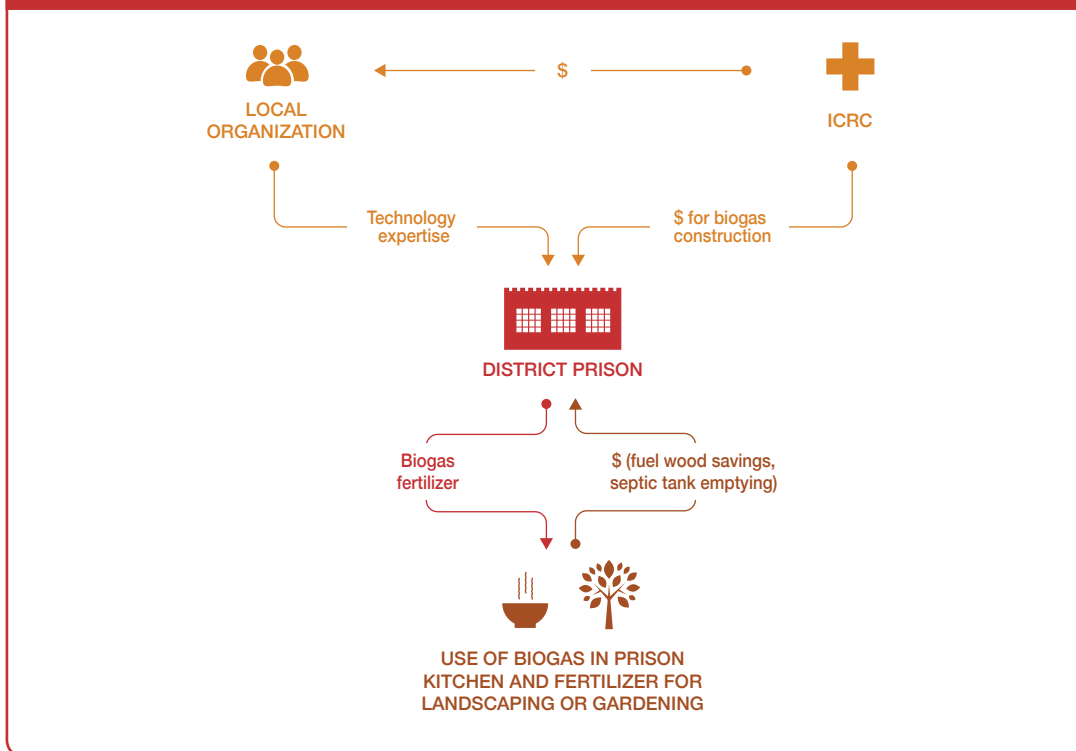 $
LOCAL
ORGANIZATION
ICRC
Technology
expertise
$ for biogas
construction
DISTRICT PRISON
Biogas
fertilizer
$ (fuel wood savings,
septic tank emptying)
USE OF BIOGAS IN PRISON
KITCHEN AND FERTILIZER FOR
LANDSCAPING OR GARDENING